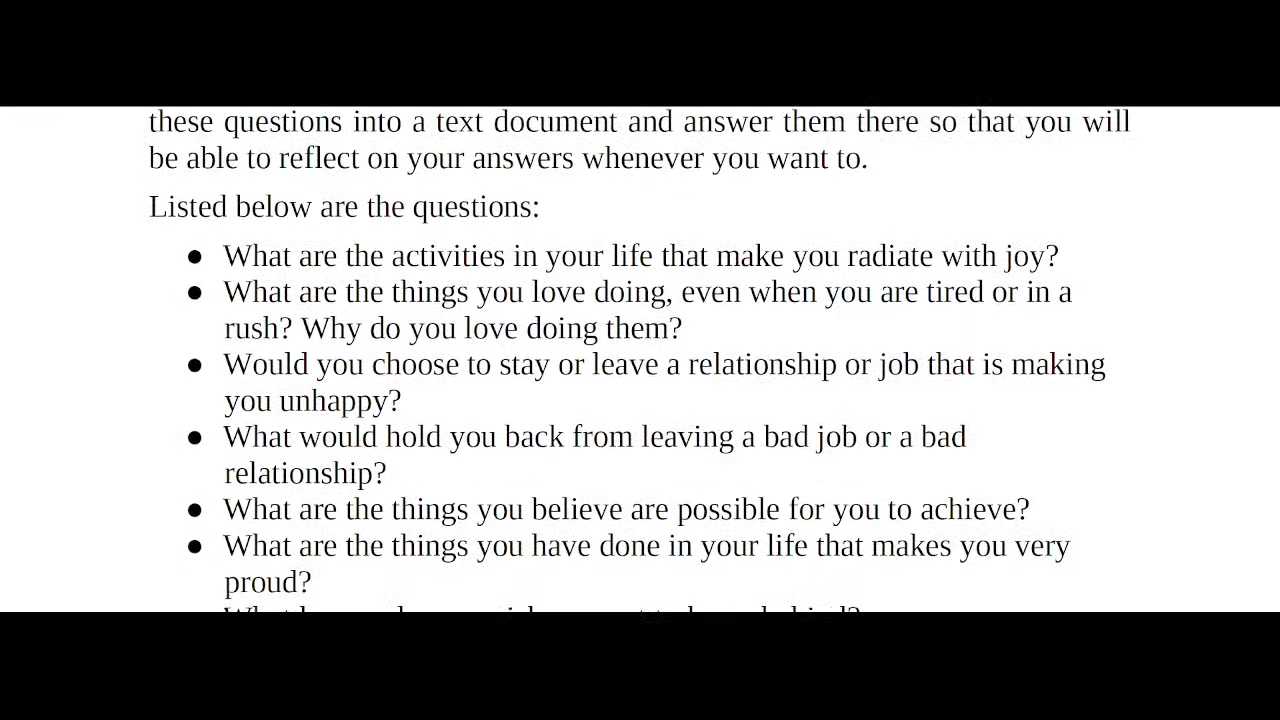 these questions into a text document and answer them there so that you will
be able to reflect on your answers whenever you want to.
Listed below are the questions:
● What are the activities in your life that make you radiate with joy?
● What are the things you love doing, even when you are tired or in a
rush? Why do you love doing them?
● Would you choose to stay or leave a relationship or job that is making
you unhappy?
● What would hold you back from leaving a bad job or a bad
relationship?
● What are the things you believe are possible for you to achieve?
● What are the things you have done in your life that makes you very
proud?